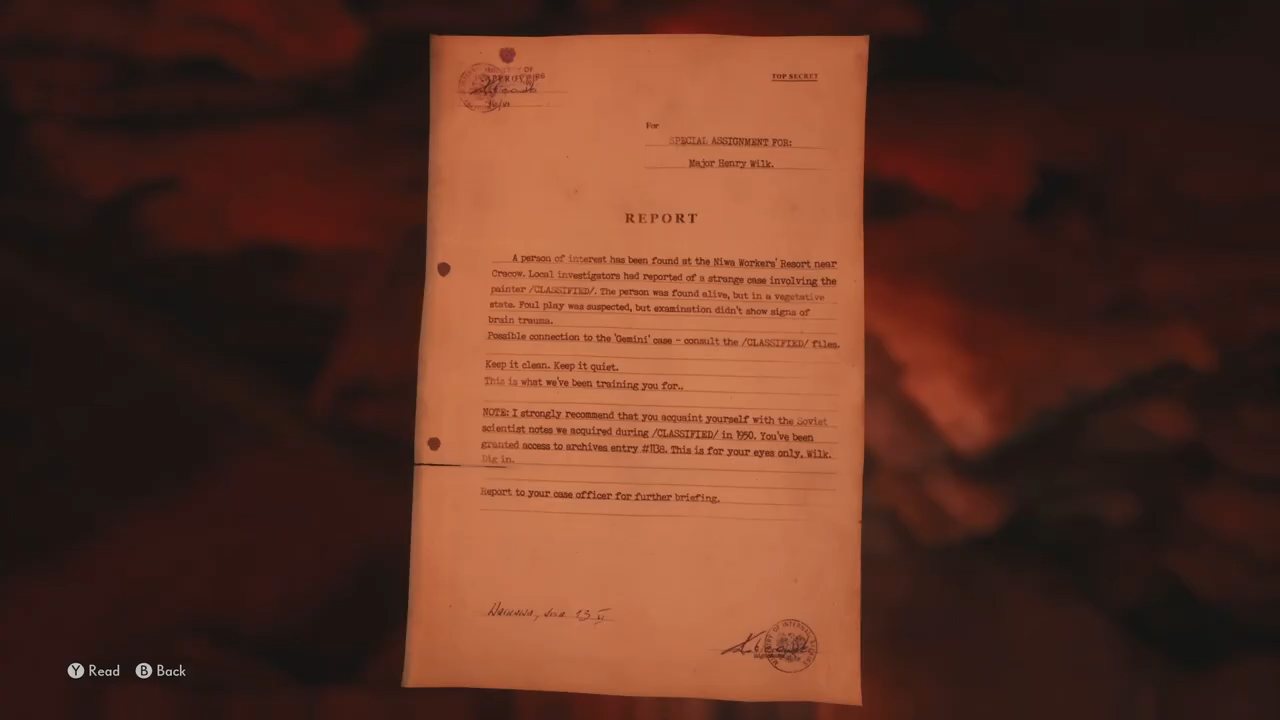 TOP SECRET
For
SPECIAL ASSIGNMENT FOR:
Major Henry Wilk.
REPORT
A person of interest has been found at the Niwa Workers' Resort near
Cracow. Local investigators had reported of a strange case involving the
painter /CLASSIFIED/. The person was found alive, but in a vegetative
state. Foul play was suspected, but examination didn't show signs of
brain trauma.
Possible connection to the 'Gemini' case - consult the /CLASSIFIED/ files.
Keep it clean. Keep it quiet.
This is what we've been training you for..
NOTE: I strongly recommend that you acquaint yourself with the Soviet
scientist notes we acquired during /CLASSIFIED/ in 1950. You've been
granted access to archives entry. This is for your eyes only, Wilk.
Dig in.
Report to your case officer for further briefing.
MINISTRY OF INTERNAL
Y Read B Back